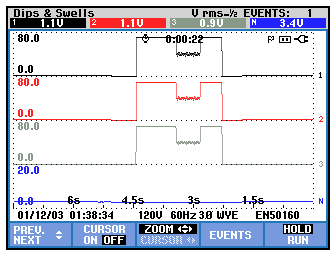 Dips & Swells V rms-½ EVENTS: 1
1 1.1V 2 1.1V 3 0.9V N 3.4V
80.0 0:00:22
0.0 1
80.0
0.0 2
80.0
0.0 3
20.0
0.0 6s 4.5s 3s 1.5s N
01/12/03 01:38:34 120V 60Hz 3Ø WYE EN50160
PREV. CURSOR ZOOM EVENTS HOLD
NEXT ON OFF CURSOR RUN